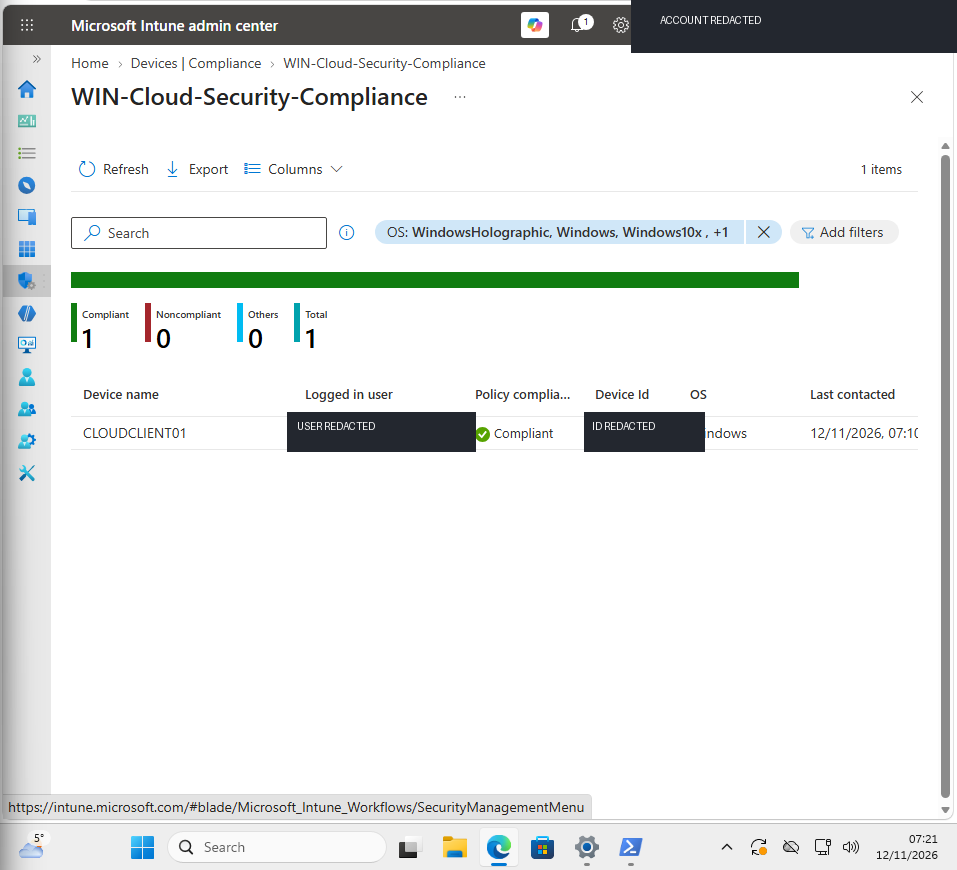 Microsoft Intune admin center
1
ACCOUNT REDACTED
Home > Devices | Compliance > WIN-Cloud-Security-Compliance
WIN-Cloud-Security-Compliance ...
Refresh Export Columns 1 items
Search OS: WindowsHolographic, Windows, Windows10x , +1 Add filters
Compliant Noncompliant Others Total
1 0 0 1
Device name Logged in user Policy complia... Device Id OS Last contacted
CLOUDCLIENT01 USER REDACTED Compliant ID REDACTED indows 12/11/2026, 07:10
https://intune.microsoft.com/#blade/Microsoft_Intune_Workflows/SecurityManagementMenu
5°
Search
07:21
12/11/2026